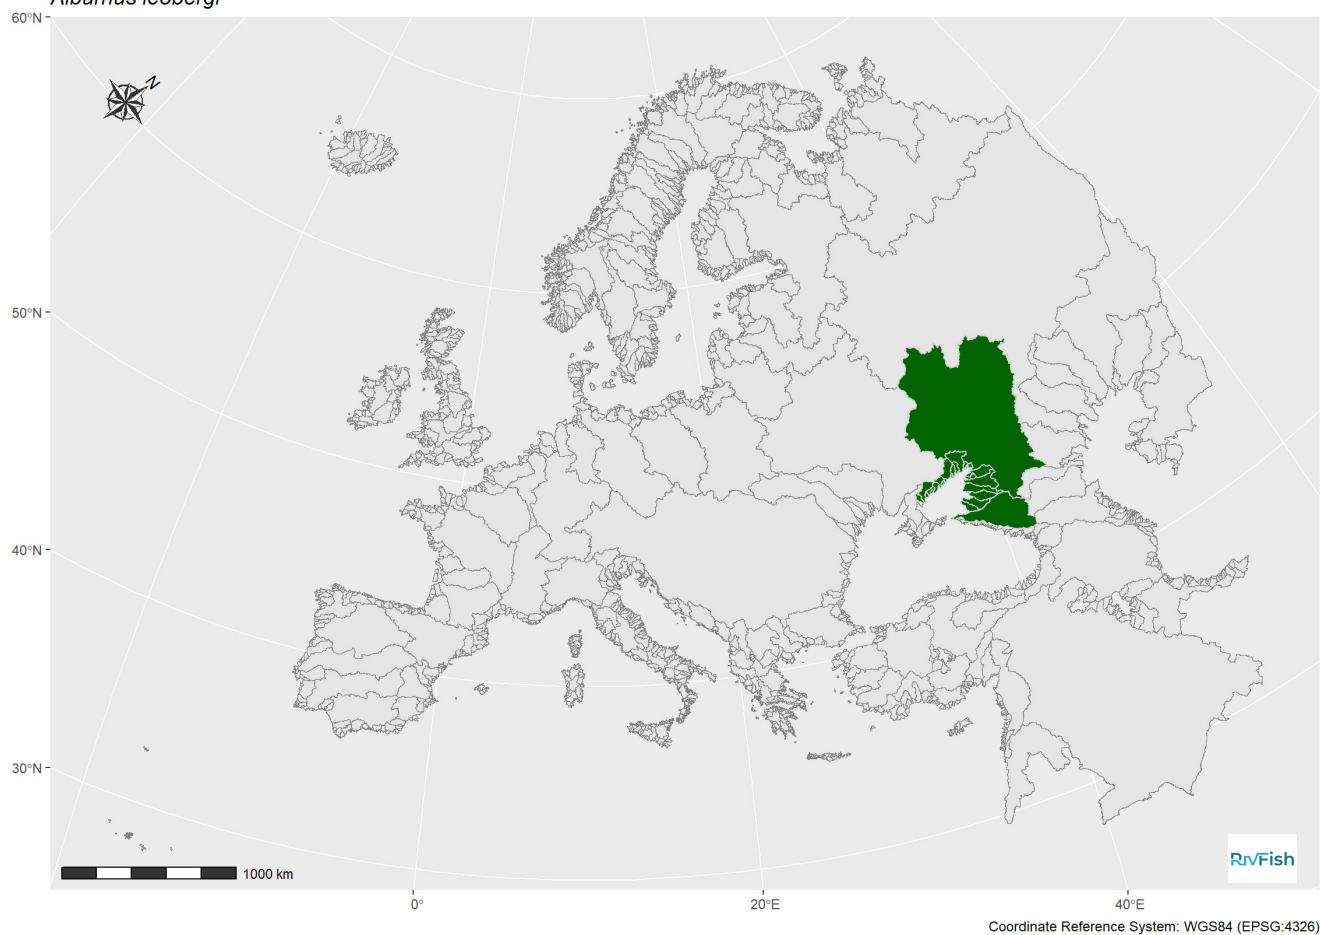 Alburnus leobergi
60°N
N
50°N
40°N
30°N
RivFish
1000 km
0°
20°E
40°E
Coordinate Reference System: WGS84 (EPSG:4326)